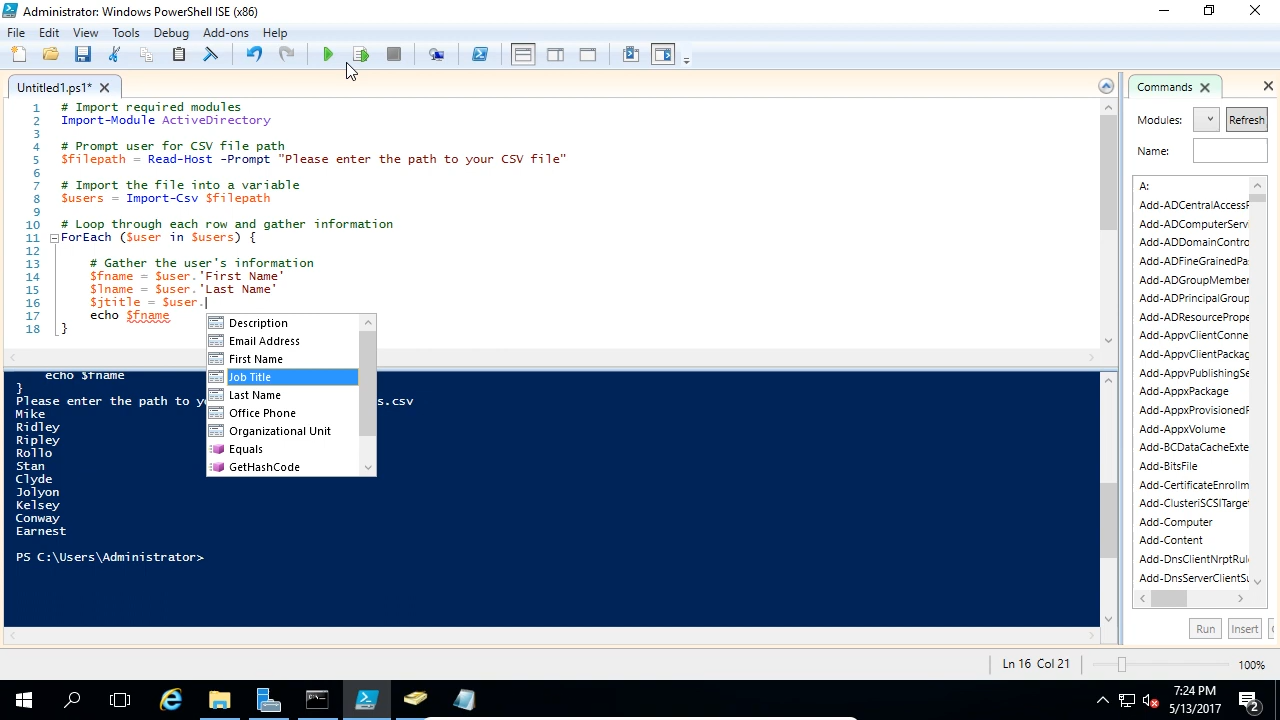 Administrator: Windows PowerShell ISE (x86)
File Edit View Tools Debug Add-ons Help
Untitled1.ps1*
1 # Import required modules
2 Import-Module ActiveDirectory
3
4 # Prompt user for CSV file path
5 $filepath = Read-Host -Prompt "Please enter the path to your CSV file"
6
7 # Import the file into a variable
8 $users = Import-Csv $filepath
9
10 # Loop through each row and gather information
11 ForEach ($user in $users) {
12
13 # Gather the user's information
14 $fname = $user.'First Name'
15 $lname = $user.'Last Name'
16 $jtitle = $user.
17 echo $fname
18 }
Description
Email Address
First Name
Job Title
Last Name
Office Phone
Organizational Unit
Equals
GetHashCode
echo $fname
}
Please enter the path to s.csv
Mike
Ridley
Ripley
Rollo
Stan
Clyde
Jolyon
Kelsey
Conway
Earnest
PS C:\Users\Administrator>
Commands
Modules: Refresh
Name:
A:
Add-ADCentralAccessF
Add-ADComputerServ
Add-ADDomainContro
Add-ADFineGrainedPa
Add-ADGroupMember
Add-ADPrincipalGroup
Add-ADResourcePrope
Add-AppvClientConne
Add-AppvClientPackag
Add-AppvPublishingSe
Add-AppxPackage
Add-AppxProvisionedF
Add-AppxVolume
Add-BCDataCacheExte
Add-BitsFile
Add-CertificateEnrollm
Add-ClusteriSCSITarget
Add-Computer
Add-Content
Add-DnsClientNrptRul
Add-DnsServerClientSu
Run Insert
Ln 16 Col 21 100%
7:24 PM
5/13/2017
2